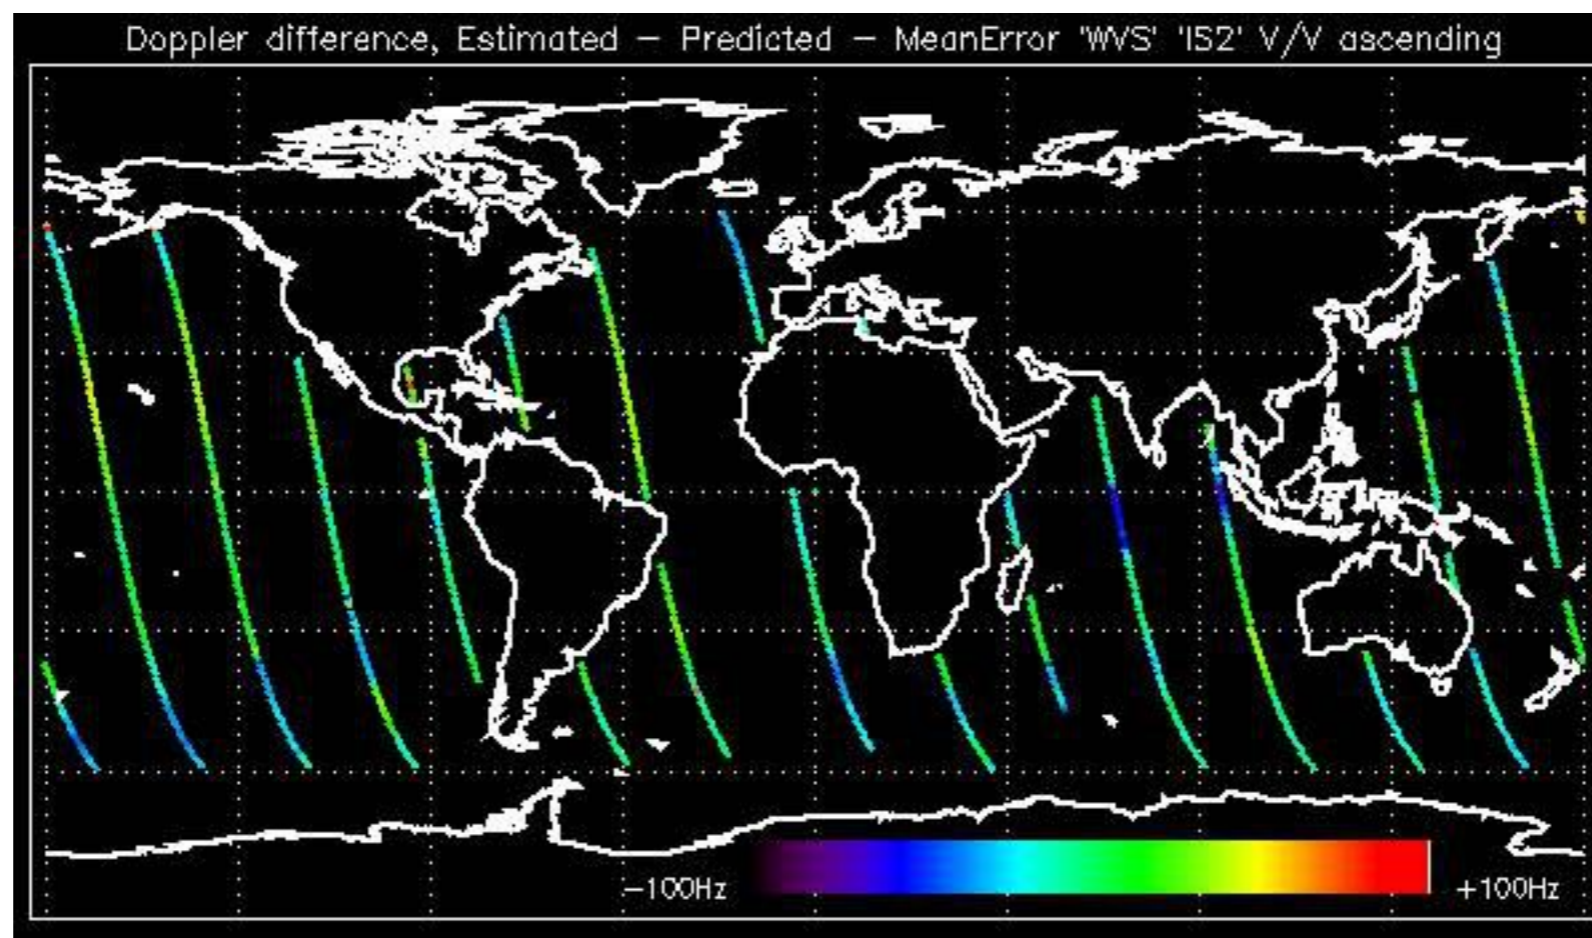 Doppler difference, Estimated – Predicted – MeanError 'WVS' 'IS2' V/V ascending
–100Hz
+100Hz